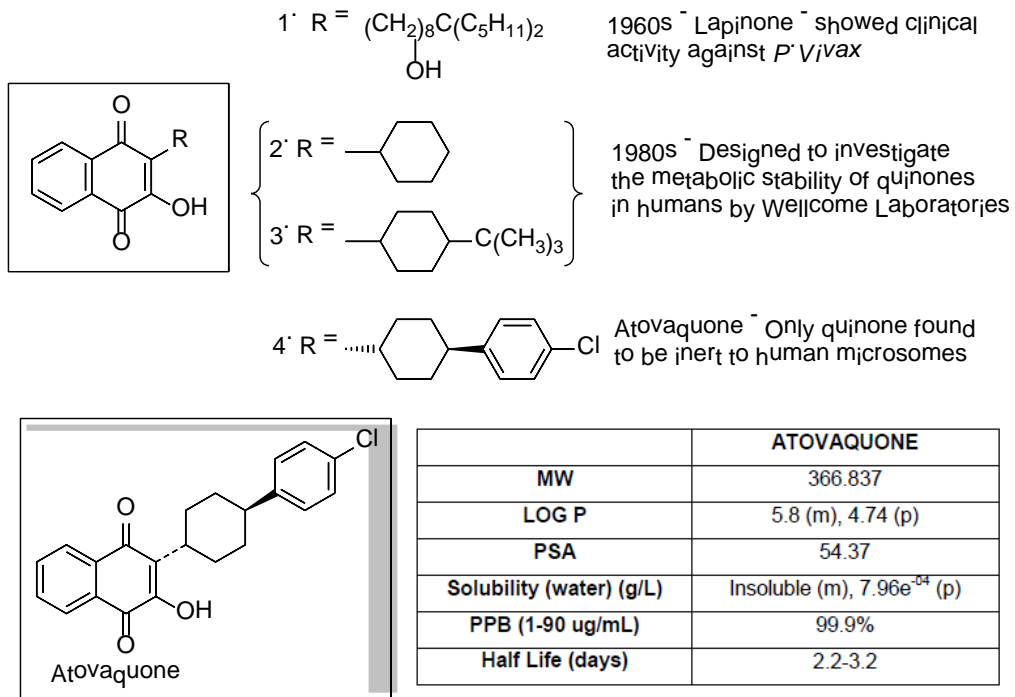 1. R = (CH2)8C(C5H11)2
OH
1960s - Lapinone - showed clinical
activity against P. Vivax
O
R
OH
O
2. R =
3. R =
C(CH3)3
1980s - Designed to investigate
the metabolic stability of quinones
in humans by Wellcome Laboratories
4. R =
Cl
Atovaquone - Only quinone found
to be inert to human microsomes
Cl
O
OH
O
Atovaquone
ATOVAQUONE
MW 366.837
LOG P 5.8 (m), 4.74 (p)
PSA 54.37
Solubility (water) (g/L) Insoluble (m), 7.96e-04 (p)
PPB (1-90 ug/mL) 99.9%
Half Life (days) 2.2-3.2